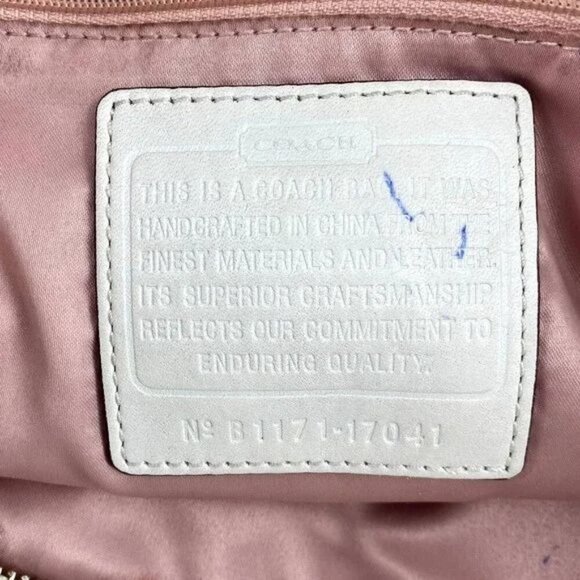 COACH
THIS IS A COACH BAG. IT WAS
HANDCRAFTED IN CHINA FROM THE
FINEST MATERIALS AND LEATHER.
ITS SUPERIOR CRAFTSMANSHIP
REFLECTS OUR COMMITMENT TO
ENDURING QUALITY.
Nº B1171-17041